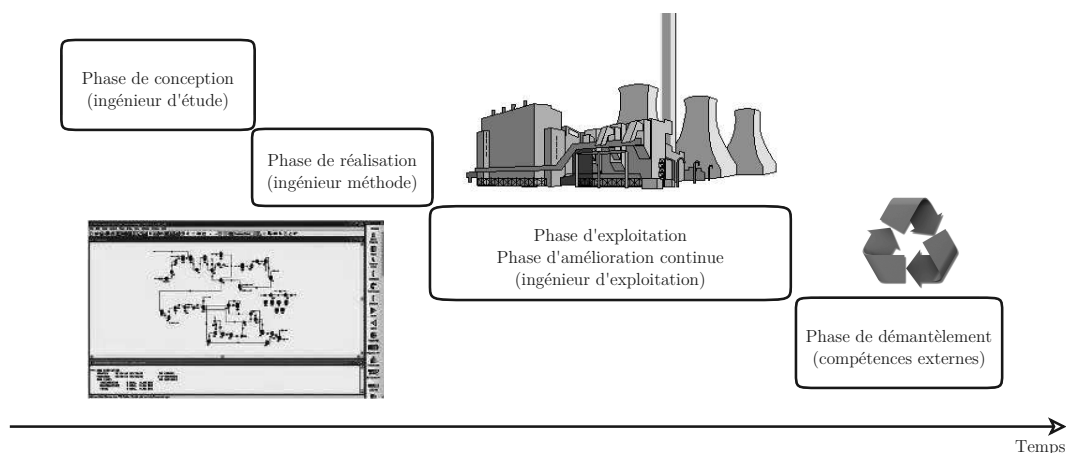 Phase de conception
(ingénieur d'étude)
Phase de réalisation
(ingénieur méthode)
Phase d'exploitation
Phase d'amélioration continue
(ingénieur d'exploitation)
Phase de démantèlement
(compétences externes)
Temps